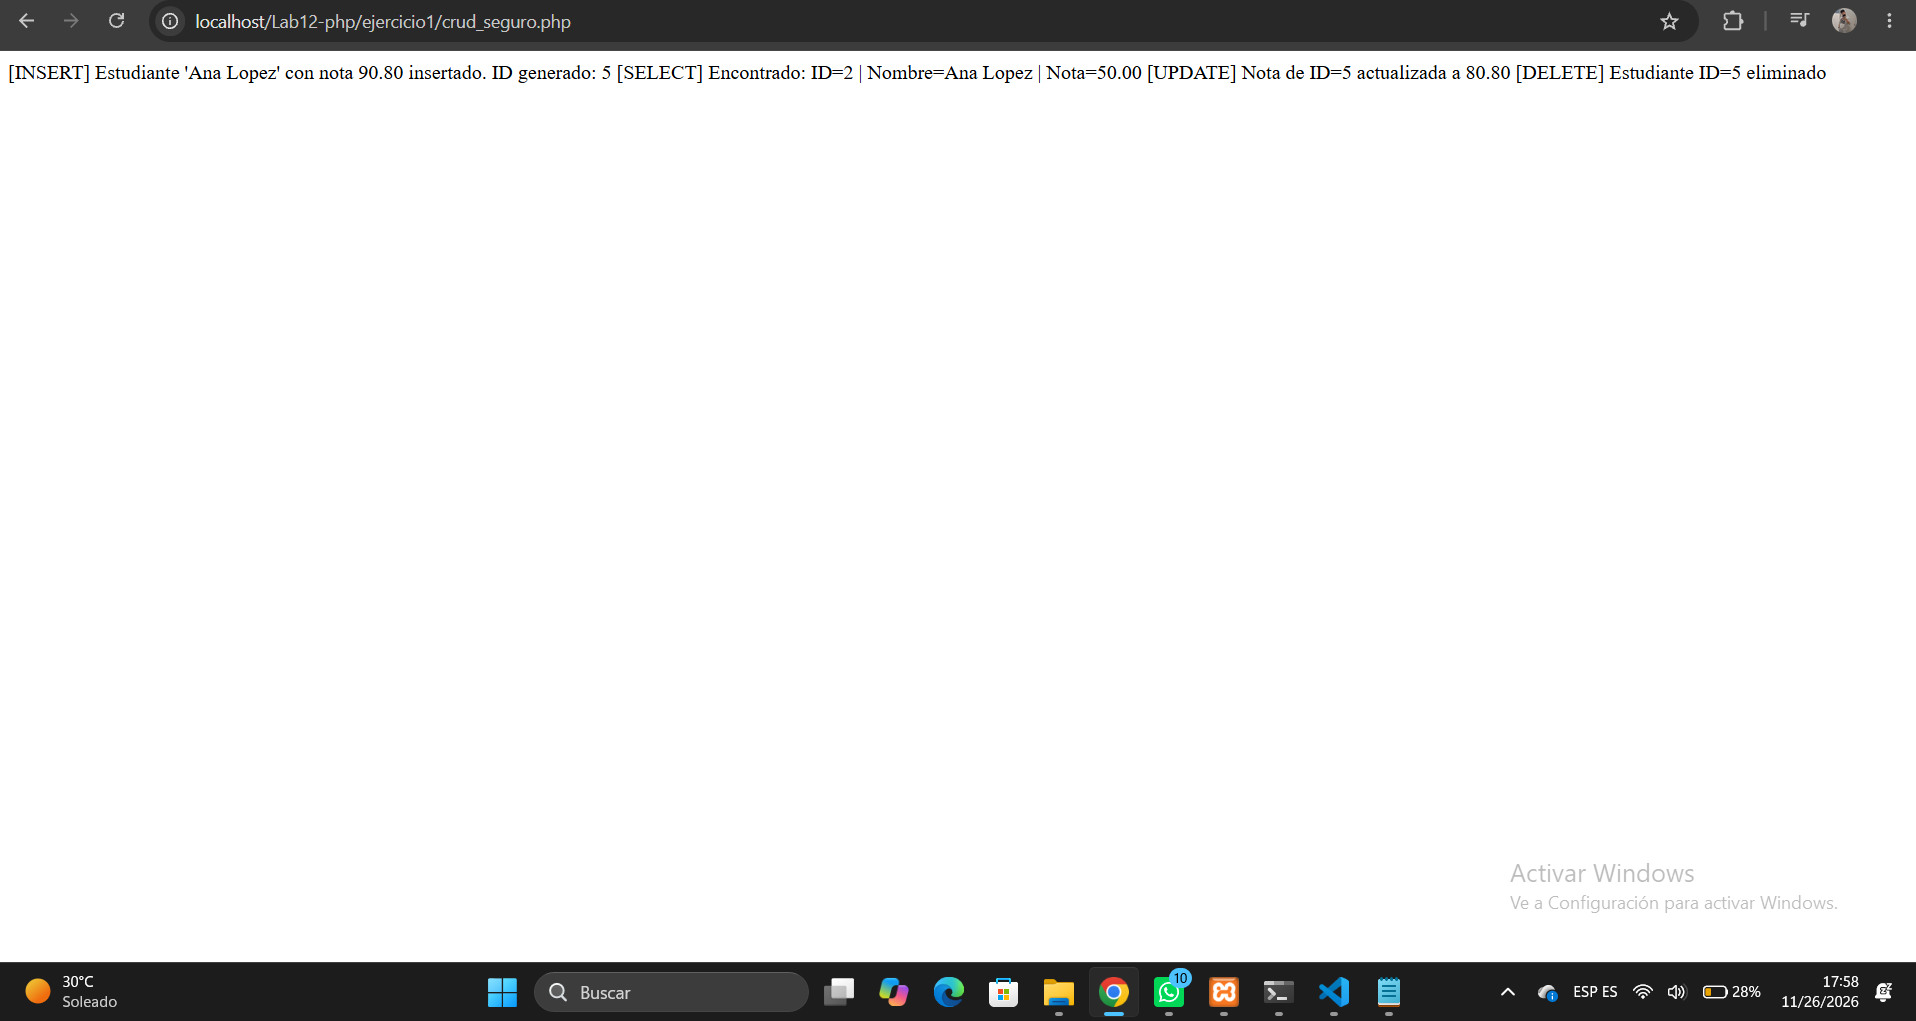 localhost/Lab12-php/ejercicio1/crud_seguro.php
[INSERT] Estudiante 'Ana Lopez' con nota 90.80 insertado. ID generado: 5 [SELECT] Encontrado: ID=2 | Nombre=Ana Lopez | Nota=50.00 [UPDATE] Nota de ID=5 actualizada a 80.80 [DELETE] Estudiante ID=5 eliminado
Activar Windows
Ve a Configuración para activar Windows.
30°C
Soleado
Buscar
10
ESP ES
28%
17:58
11/26/2026